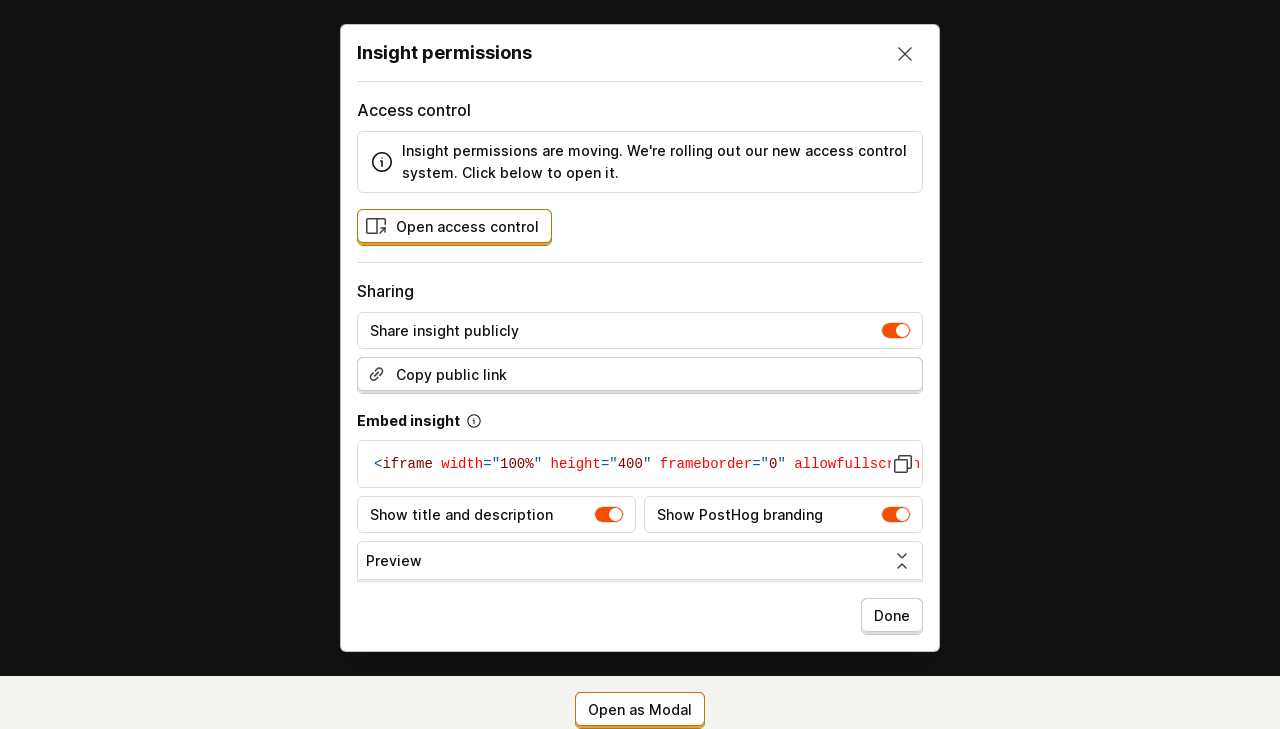 Insight permissions
Access control
Insight permissions are moving. We're rolling out our new access control
system. Click below to open it.
Open access control
Sharing
Share insight publicly
Copy public link
Embed insight
<iframe width="100%" height="400" frameborder="0" allowfullscr
Show title and description
Show PostHog branding
Preview
Done
Open as Modal